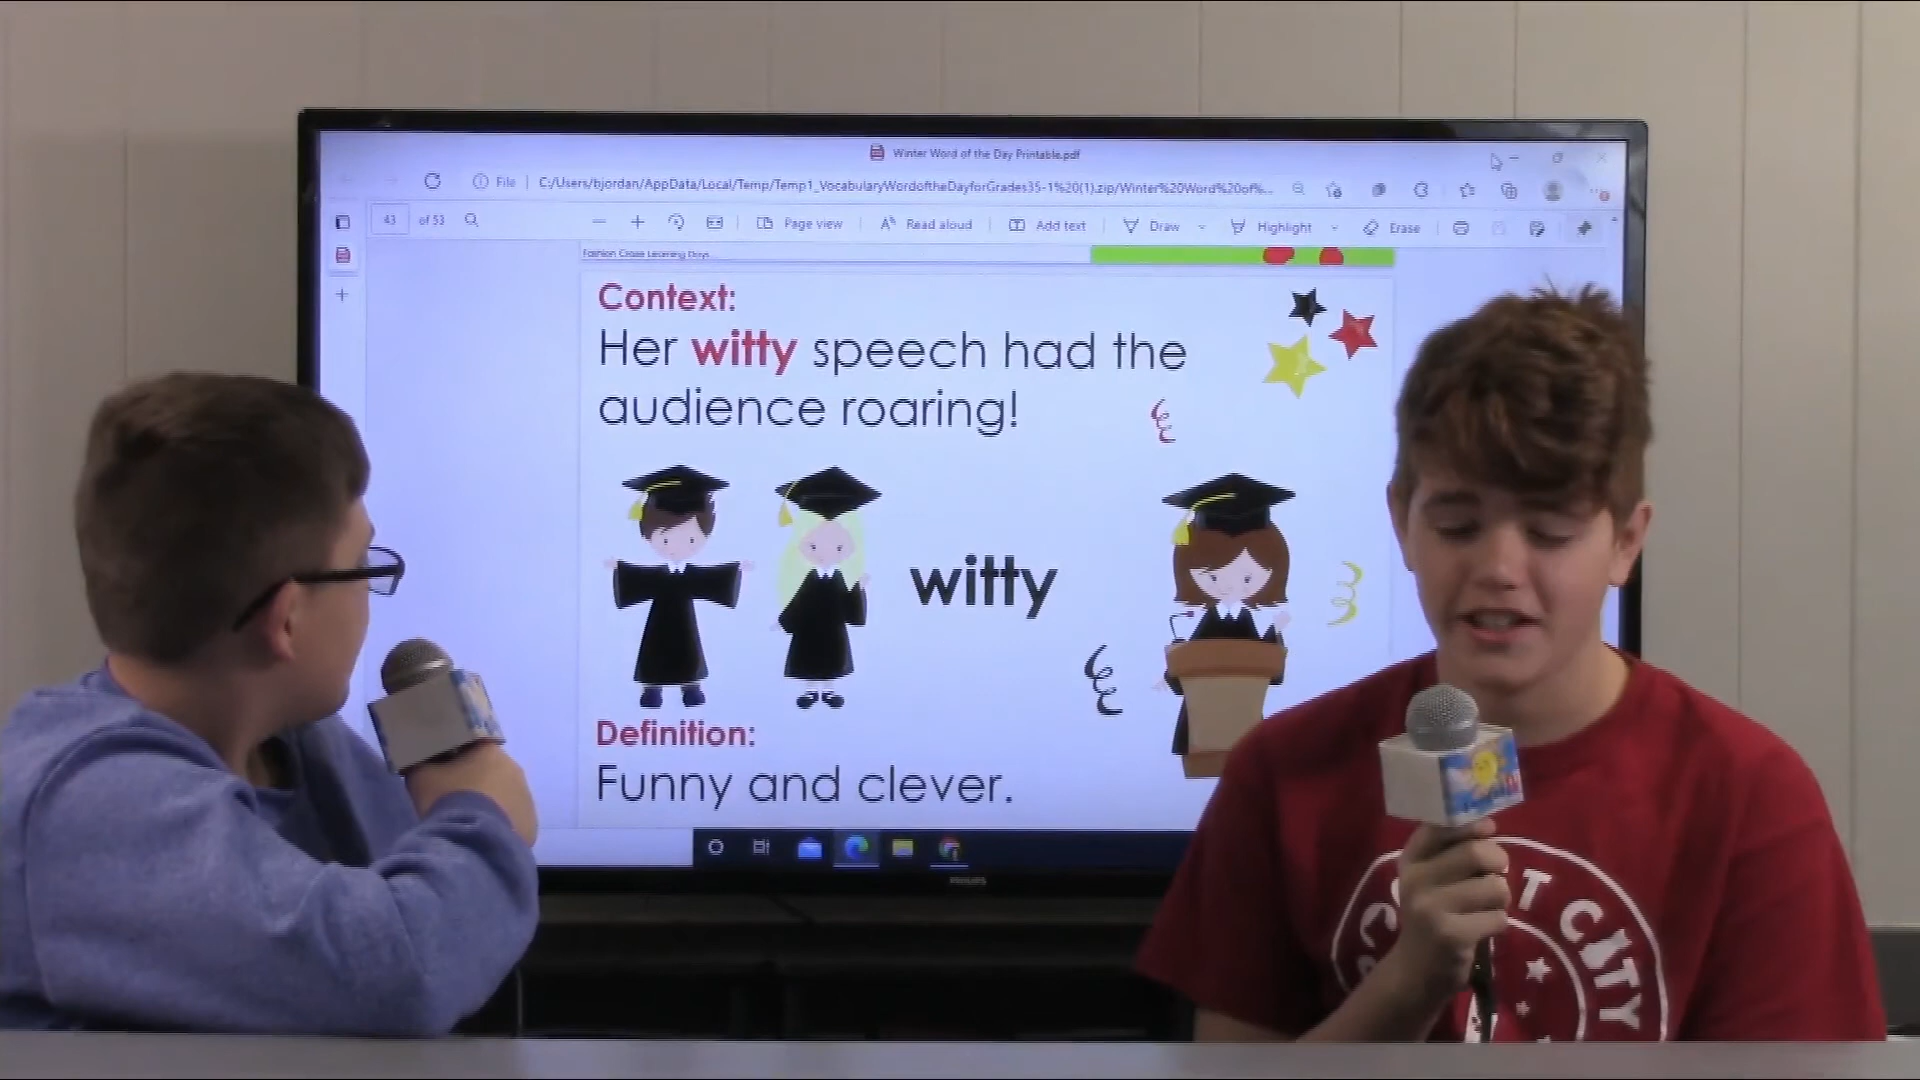 Winter Word of the Day Printable.pdf
File C:/Users/bjordan/AppData/Local/Temp/Temp1_VocabularyWordoftheDayforGrades35-1%20(1).zip/Winter%20Word%20of%...
43 of 53 Page view Read aloud Add text Draw Highlight Erase
Context:
Her witty speech had the
audience roaring!
witty
Definition:
Funny and clever.
PHILIPS
CITY